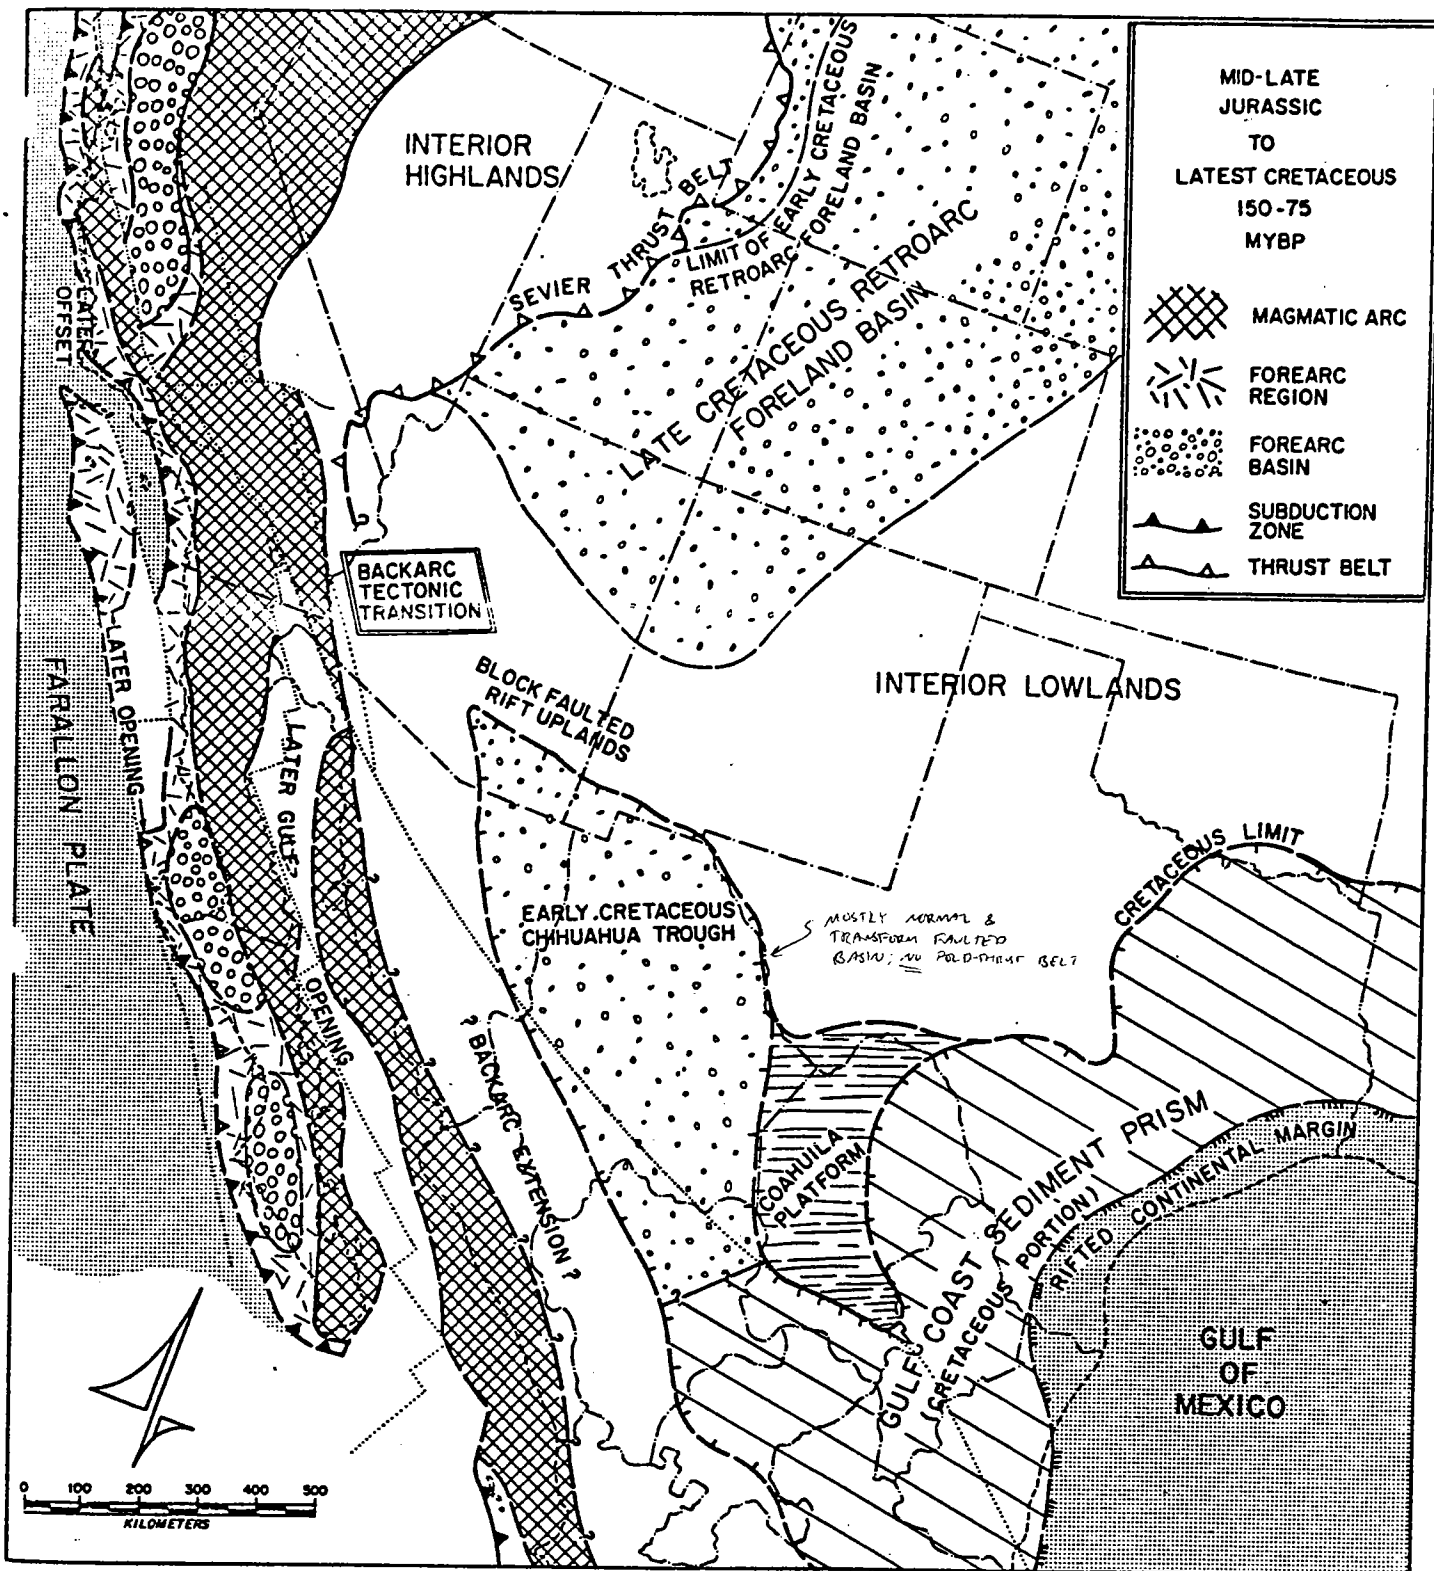 MID-LATE
JURASSIC
TO
LATEST CRETACEOUS
150-75
MYBP
MAGMATIC ARC
FOREARC
REGION
FOREARC
BASIN
SUBDUCTION
ZONE
THRUST BELT
INTERIOR
HIGHLANDS
SEVIER THRUST BELT
LIMIT OF EARLY CRETACEOUS
RETROARC FORELAND BASIN
LATE CRETACEOUS RETROARC
FORELAND BASIN
LATER
OFFSET
BACKARC
TECTONIC
TRANSITION
LATER OPENING
FARALLON PLATE
LATER GULF
OPENING
BLOCK FAULTED
RIFT UPLANDS
INTERIOR LOWLANDS
EARLY CRETACEOUS
CHIHUAHUA TROUGH
MOSTLY NORMAL &
TRANSFORM FAULTED
BASIN; NO FOLD-THRUST BELT
CRETACEOUS LIMIT
? BACKARC EXTENSION ?
COAHUILA
PLATFORM
GULF COAST SEDIMENT PRISM
(CRETACEOUS PORTION)
RIFTED CONTINENTAL MARGIN
GULF
OF
MEXICO
0 100 200 300 400 500
KILOMETERS